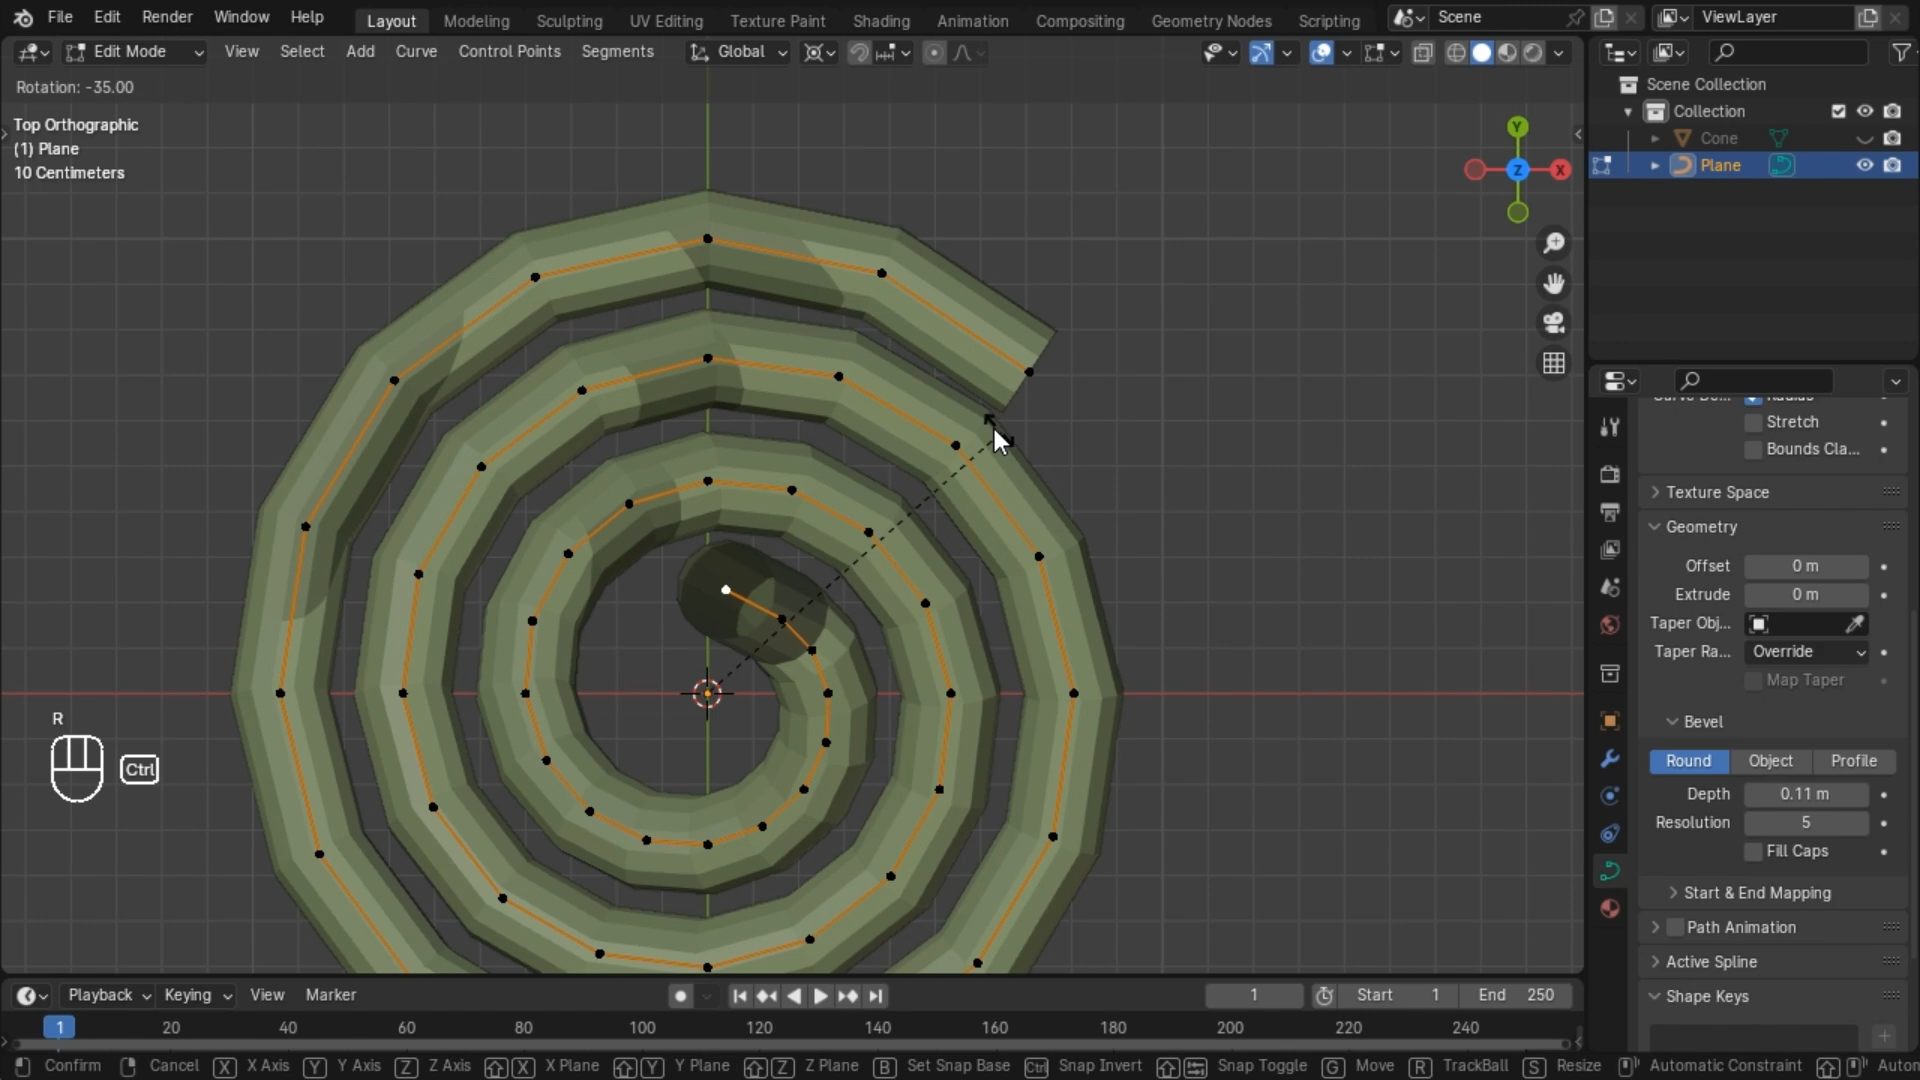 File Edit Render Window Help Layout Modeling Sculpting UV Editing Texture Paint Shading Animation Compositing Geometry Nodes Scripting Scene ViewLayer
Edit Mode View Select Add Curve Control Points Segments Global
Rotation: -35.00
Top Orthographic
(1) Plane
10 Centimeters
Y
X
Z
Scene Collection
Collection
Cone
Plane
Stretch
Bounds Cla...
Texture Space
Geometry
Offset 0 m
Extrude 0 m
Taper Obj...
Taper Ra... Override
Map Taper
Bevel
Round Object Profile
Depth 0.11 m
Resolution 5
Fill Caps
Start & End Mapping
Path Animation
Active Spline
Shape Keys
R
Ctrl
Playback Keying View Marker 1 Start 1 End 250
1 20 40 60 80 100 120 140 160 180 200 220 240
Confirm Cancel X X Axis Y Y Axis Z Z Axis X X Plane Y Y Plane Z Z Plane B Set Snap Base Ctrl Snap Invert Snap Toggle G Move R TrackBall S Resize Automatic Constraint